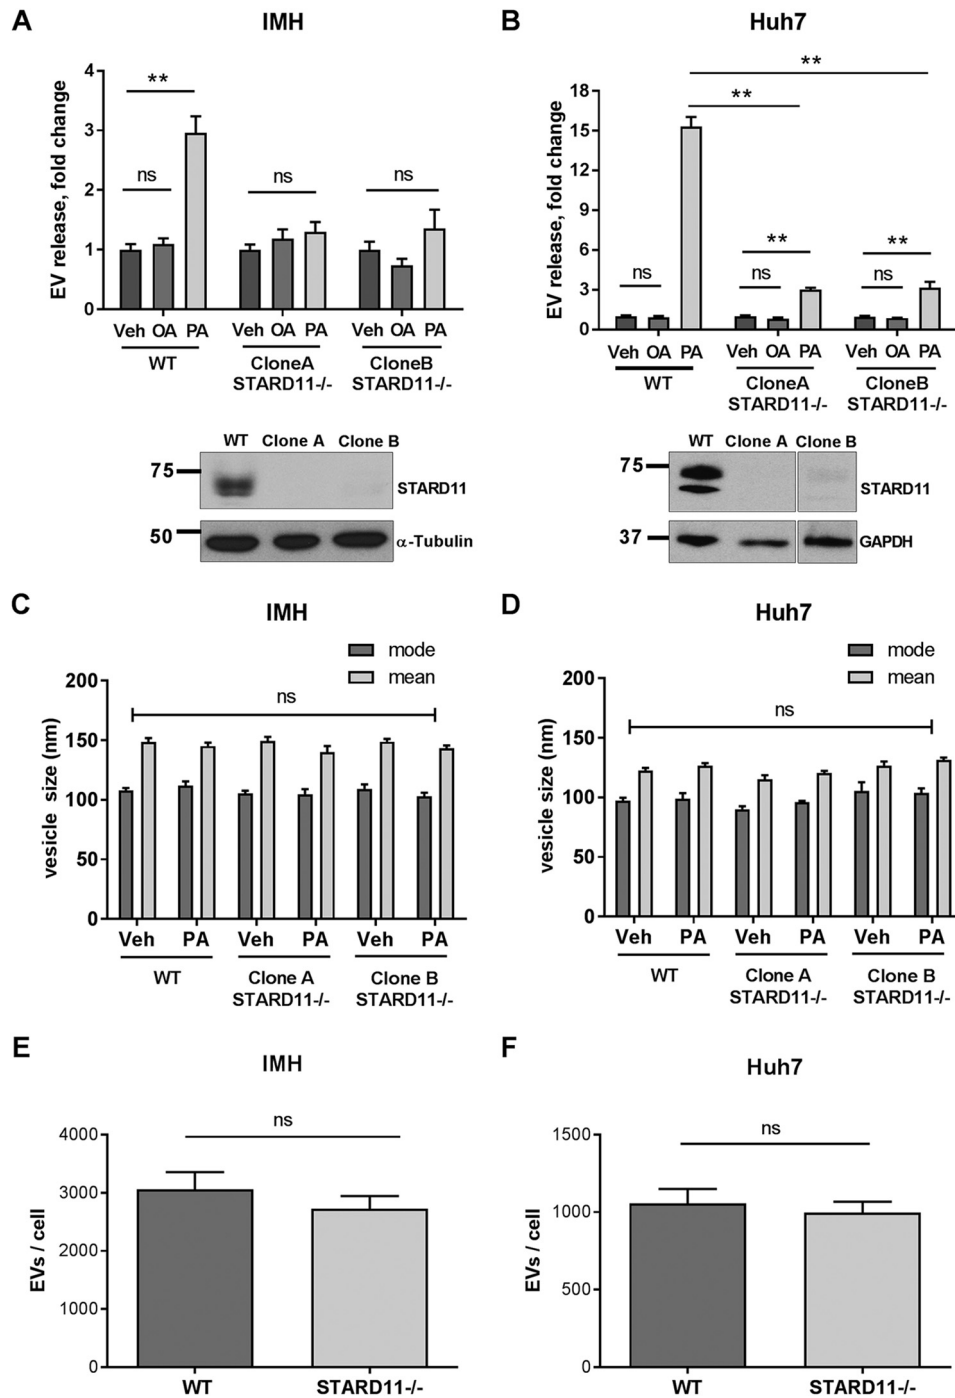 A
IMH
EV release, fold change
4
3
2
1
0
**
ns
ns
ns
Veh OA PA
Veh OA PA
Veh OA PA
WT
CloneA
STARD11-/-
CloneB
STARD11-/-
WT Clone A Clone B
75
STARD11
50
α-Tubulin
B
Huh7
EV release, fold change
18
15
12
9
6
3
0
**
**
**
**
ns
ns
ns
Veh OA PA
Veh OA PA
Veh OA PA
WT
CloneA
STARD11-/-
CloneB
STARD11-/-
WT Clone A Clone B
75
STARD11
37
GAPDH
C
IMH
mode
mean
vesicle size (nm)
200
150
100
50
0
ns
Veh PA
Veh PA
Veh PA
WT
Clone A
STARD11-/-
Clone B
STARD11-/-
D
Huh7
mode
mean
vesicle size (nm)
200
150
100
50
0
ns
Veh PA
Veh PA
Veh PA
WT
Clone A
STARD11-/-
Clone B
STARD11-/-
E
IMH
EVs / cell
4000
3000
2000
1000
0
ns
WT
STARD11-/-
F
Huh7
EVs / cell
1500
1000
500
0
ns
WT
STARD11-/-